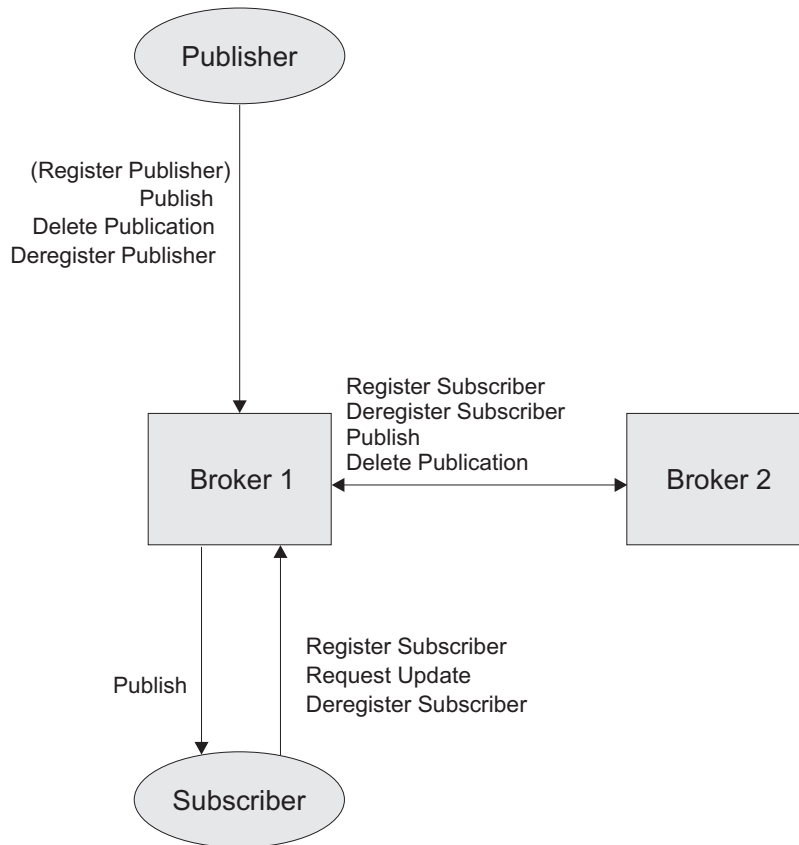 Publisher
(Register Publisher)
Publish
Delete Publication
Deregister Publisher
Register Subscriber
Deregister Subscriber
Publish
Delete Publication
Broker 1
Broker 2
Publish
Register Subscriber
Request Update
Deregister Subscriber
Subscriber